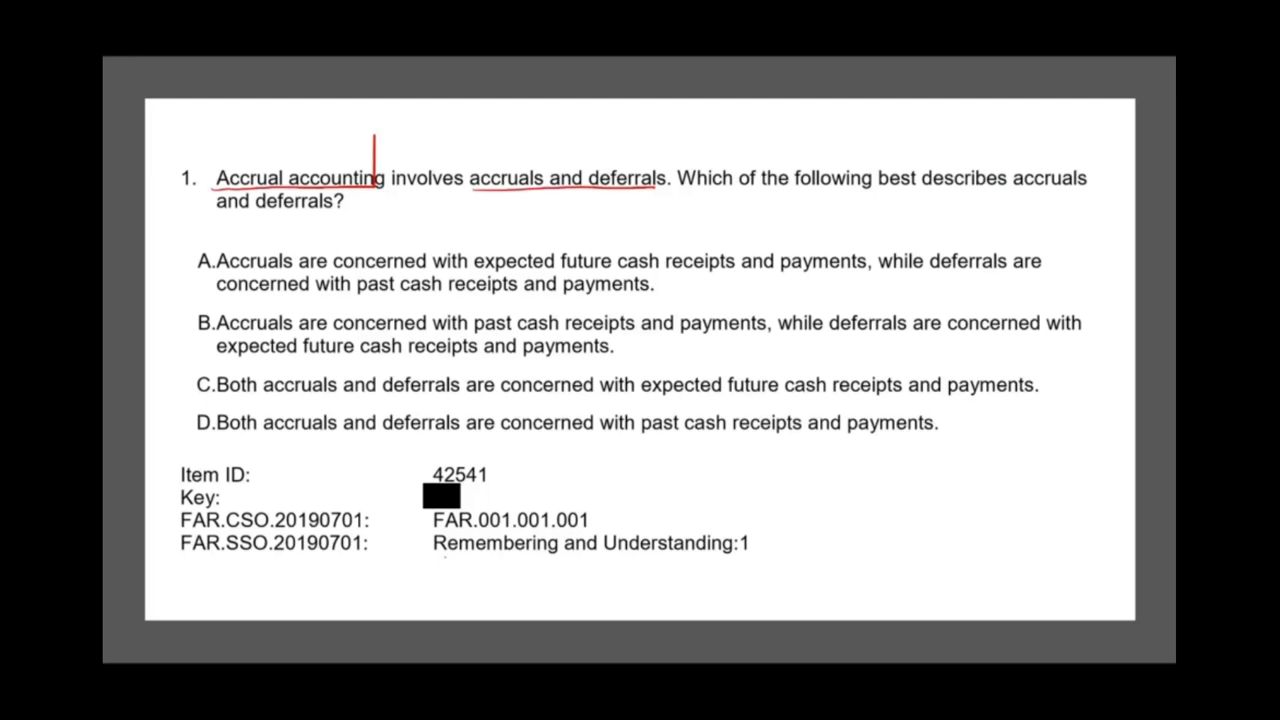 1. Accrual accounting involves accruals and deferrals. Which of the following best describes accruals
and deferrals?
A.Accruals are concerned with expected future cash receipts and payments, while deferrals are
concerned with past cash receipts and payments.
B.Accruals are concerned with past cash receipts and payments, while deferrals are concerned with
expected future cash receipts and payments.
C.Both accruals and deferrals are concerned with expected future cash receipts and payments.
D.Both accruals and deferrals are concerned with past cash receipts and payments.
Item ID: 42541
Key:
FAR.CSO.20190701: FAR.001.001.001
FAR.SSO.20190701: Remembering and Understanding:1